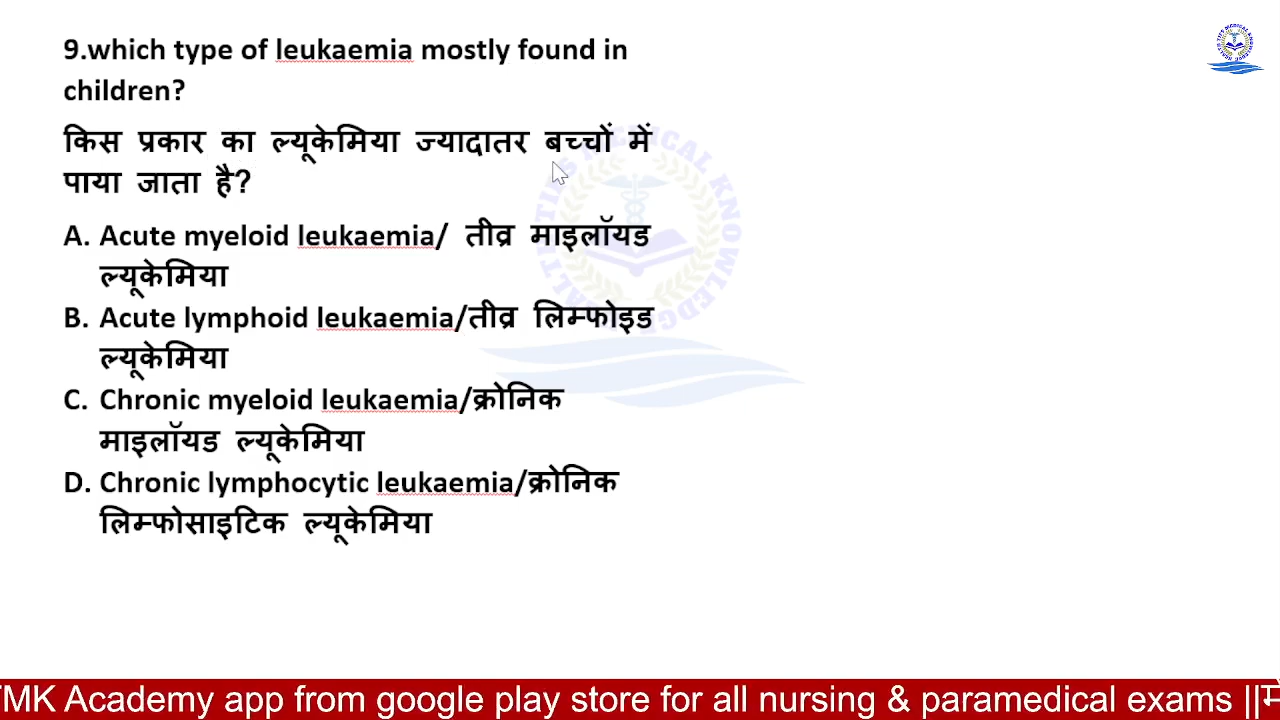 9.which type of leukaemia mostly found in
children?
किस प्रकार का ल्यूकेमिया ज्यादातर बच्चों में
पाया जाता है?
A. Acute myeloid leukaemia/ तीव्र माइलॉयड
ल्यूकेमिया
B. Acute lymphoid leukaemia/तीव्र लिम्फोइड
ल्यूकेमिया
C. Chronic myeloid leukaemia/क्रोनिक
माइलॉयड ल्यूकेमिया
D. Chronic lymphocytic leukaemia/क्रोनिक
लिम्फोसाइटिक ल्यूकेमिया
TMK Academy app from google play store for all nursing & paramedical exams ||